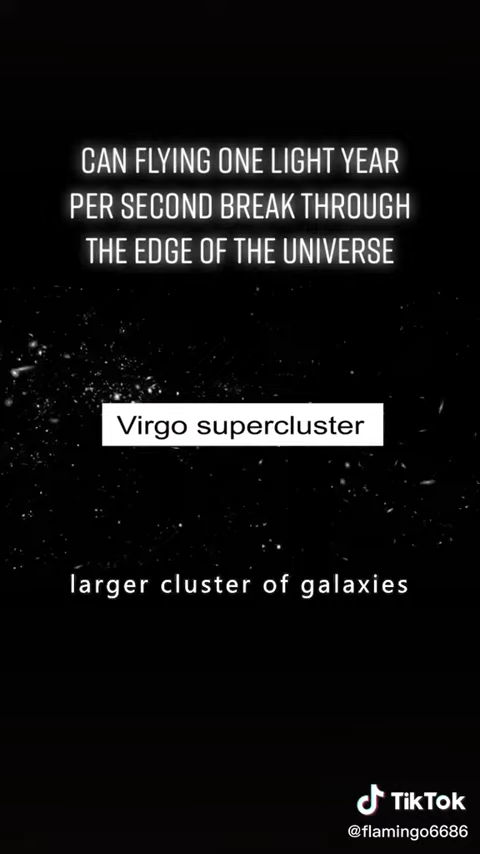 CAN FLYING ONE LIGHT YEAR
PER SECOND BREAK THROUGH
THE EDGE OF THE UNIVERSE
Virgo supercluster
larger cluster of galaxies
TikTok
@flamingo6686